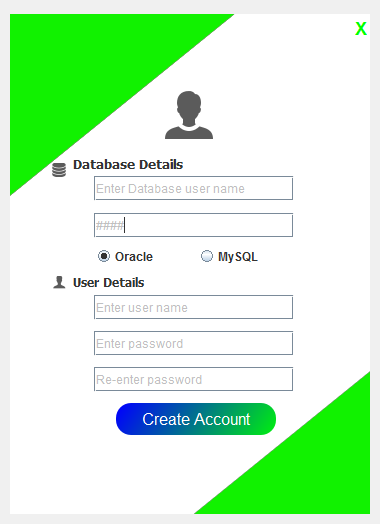 X
Database Details
Enter Database user name
####
Oracle MySQL
User Details
Enter user name
Enter password
Re-enter password
Create Account